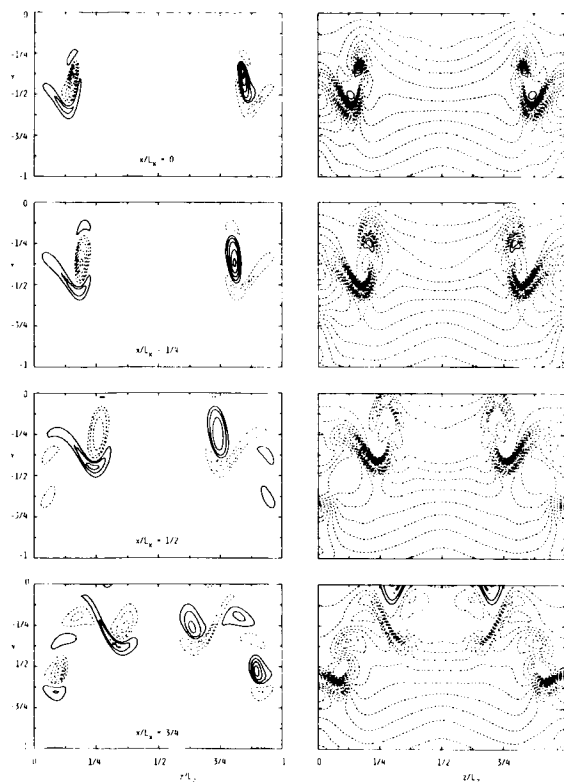 0
-1/4
Y
-1/2
-3/4
-1
x/L_x = 0
0
-1/4
Y
-1/2
-3/4
-1
x/L_x = 1/4
0
-1/4
Y
-1/2
-3/4
-1
x/L_x = 1/2
0
-1/4
Y
-1/2
-3/4
-1
x/L_x = 3/4
0 1/4 1/2 3/4 1
0 1/4 1/2 3/4